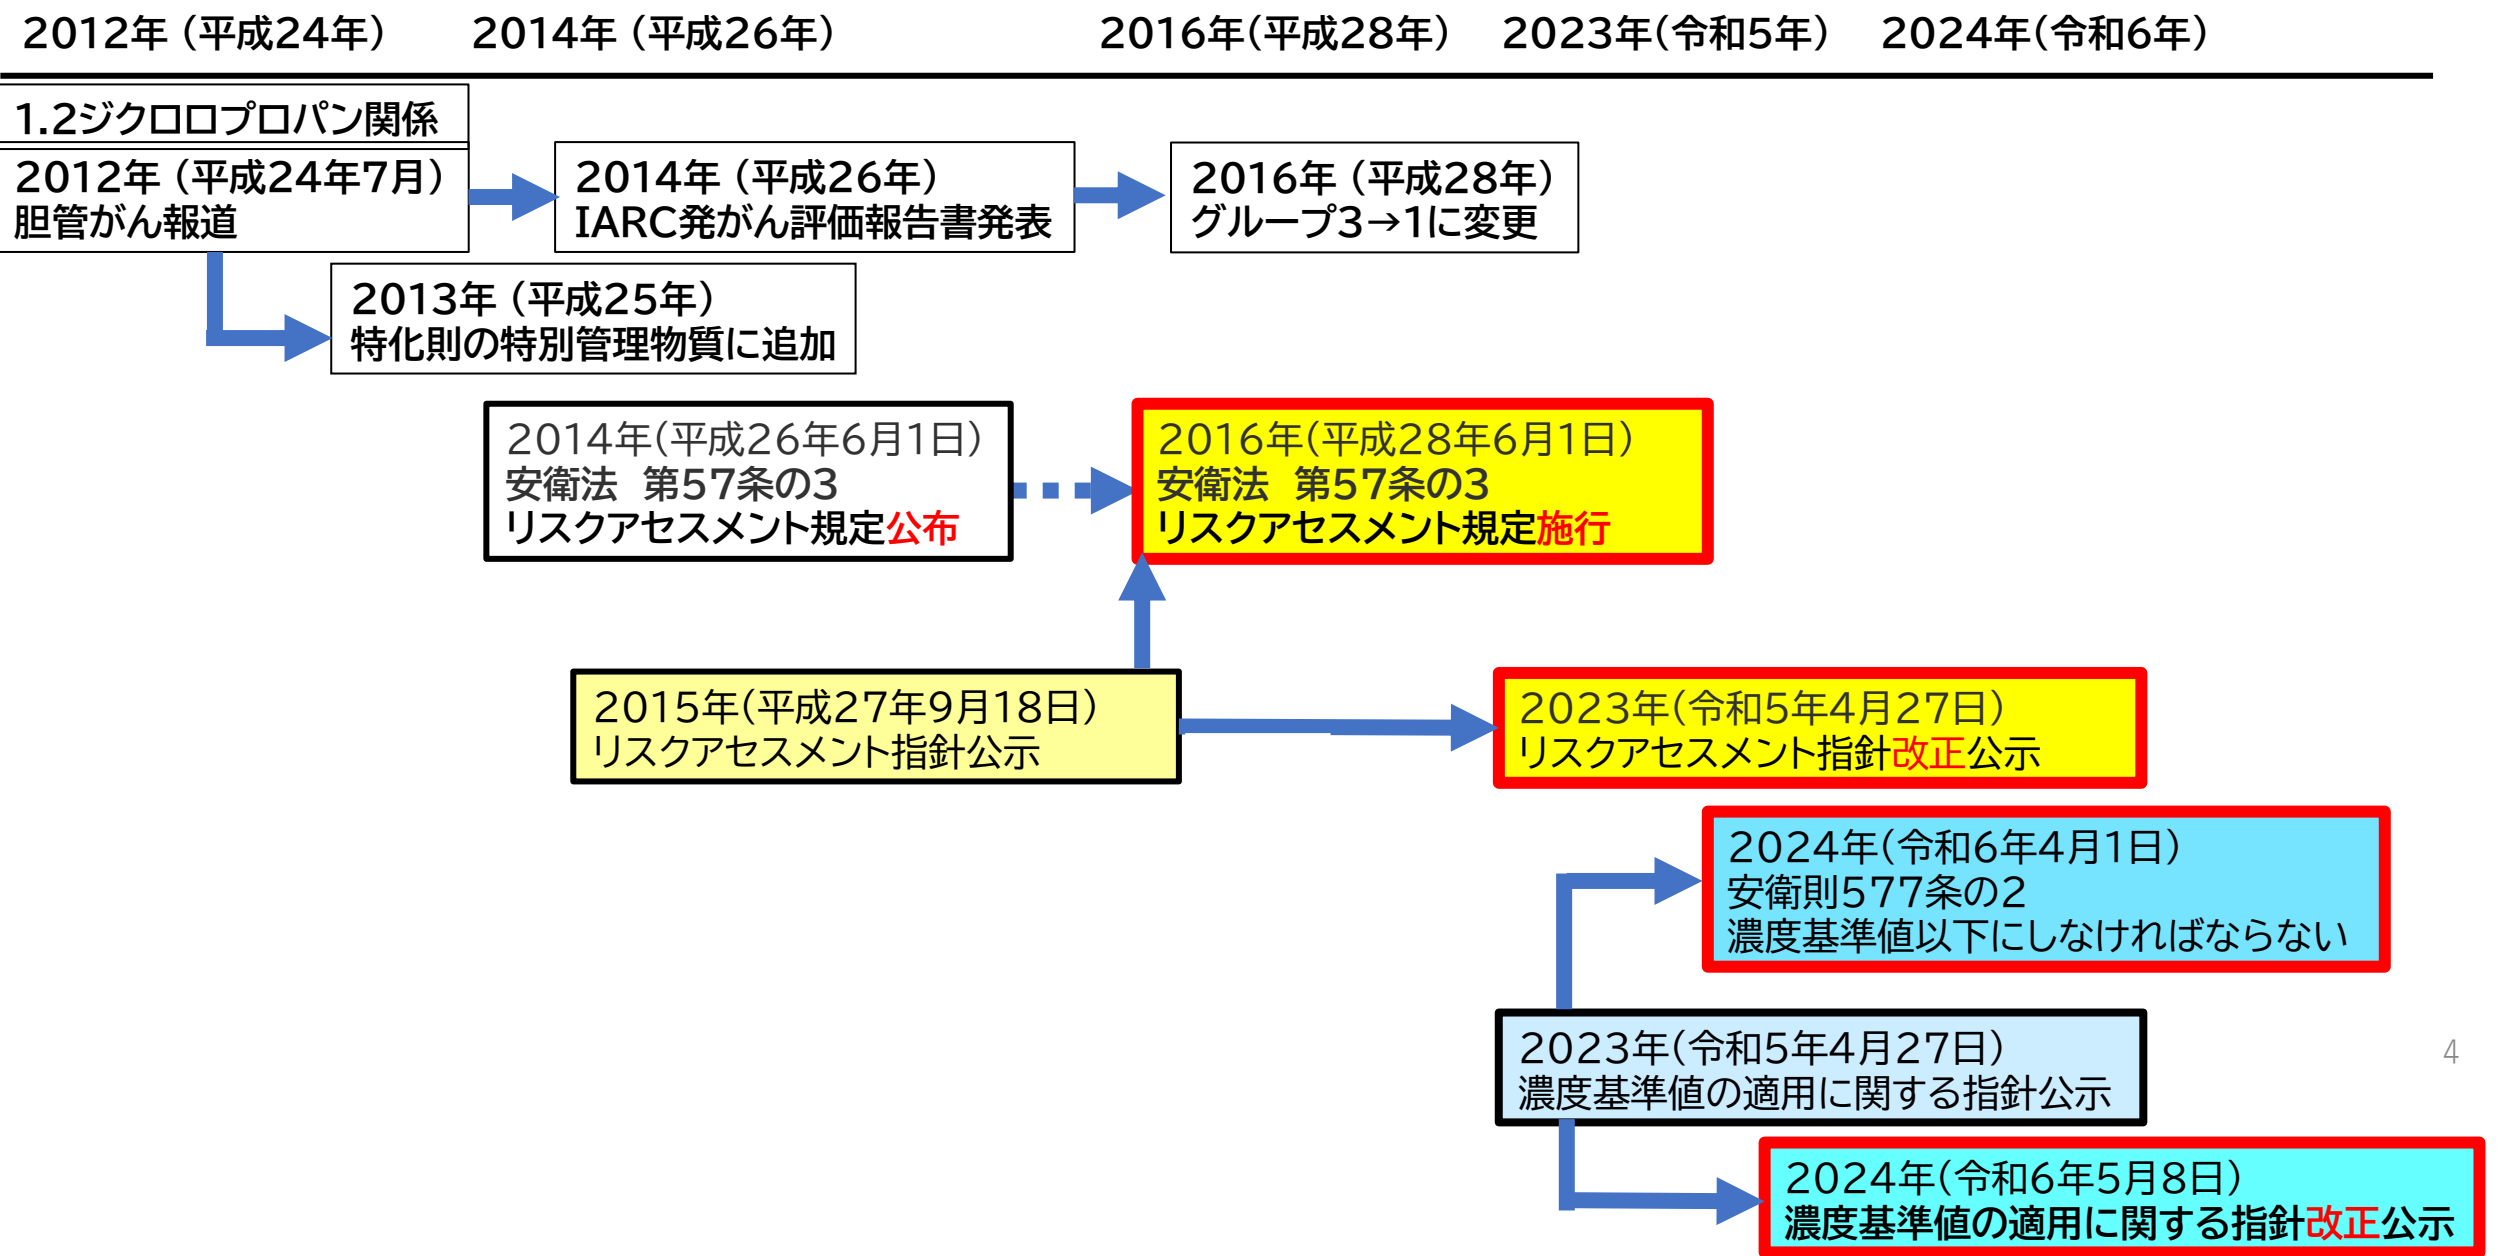 2012年（平成24年） 2014年（平成26年） 2016年(平成28年) 2023年(令和5年) 2024年(令和6年)
1.2ジクロロプロパン関係
2012年（平成24年7月）
胆管がん報道
2014年（平成26年）
IARC発がん評価報告書発表
2016年（平成28年）
グループ3→1に変更
2013年（平成25年）
特化則の特別管理物質に追加
2014年(平成26年6月1日)
安衛法　第57条の3
リスクアセスメント規定公布
2016年(平成28年6月1日)
安衛法　第57条の3
リスクアセスメント規定施行
2015年(平成27年9月18日)
リスクアセスメント指針公示
2023年(令和5年4月27日)
リスクアセスメント指針改正公示
2024年(令和6年4月1日)
安衛則577条の2
濃度基準値以下にしなければならない
2023年(令和5年4月27日)
濃度基準値の適用に関する指針公示
4
2024年(令和6年5月8日)
濃度基準値の適用に関する指針改正公示